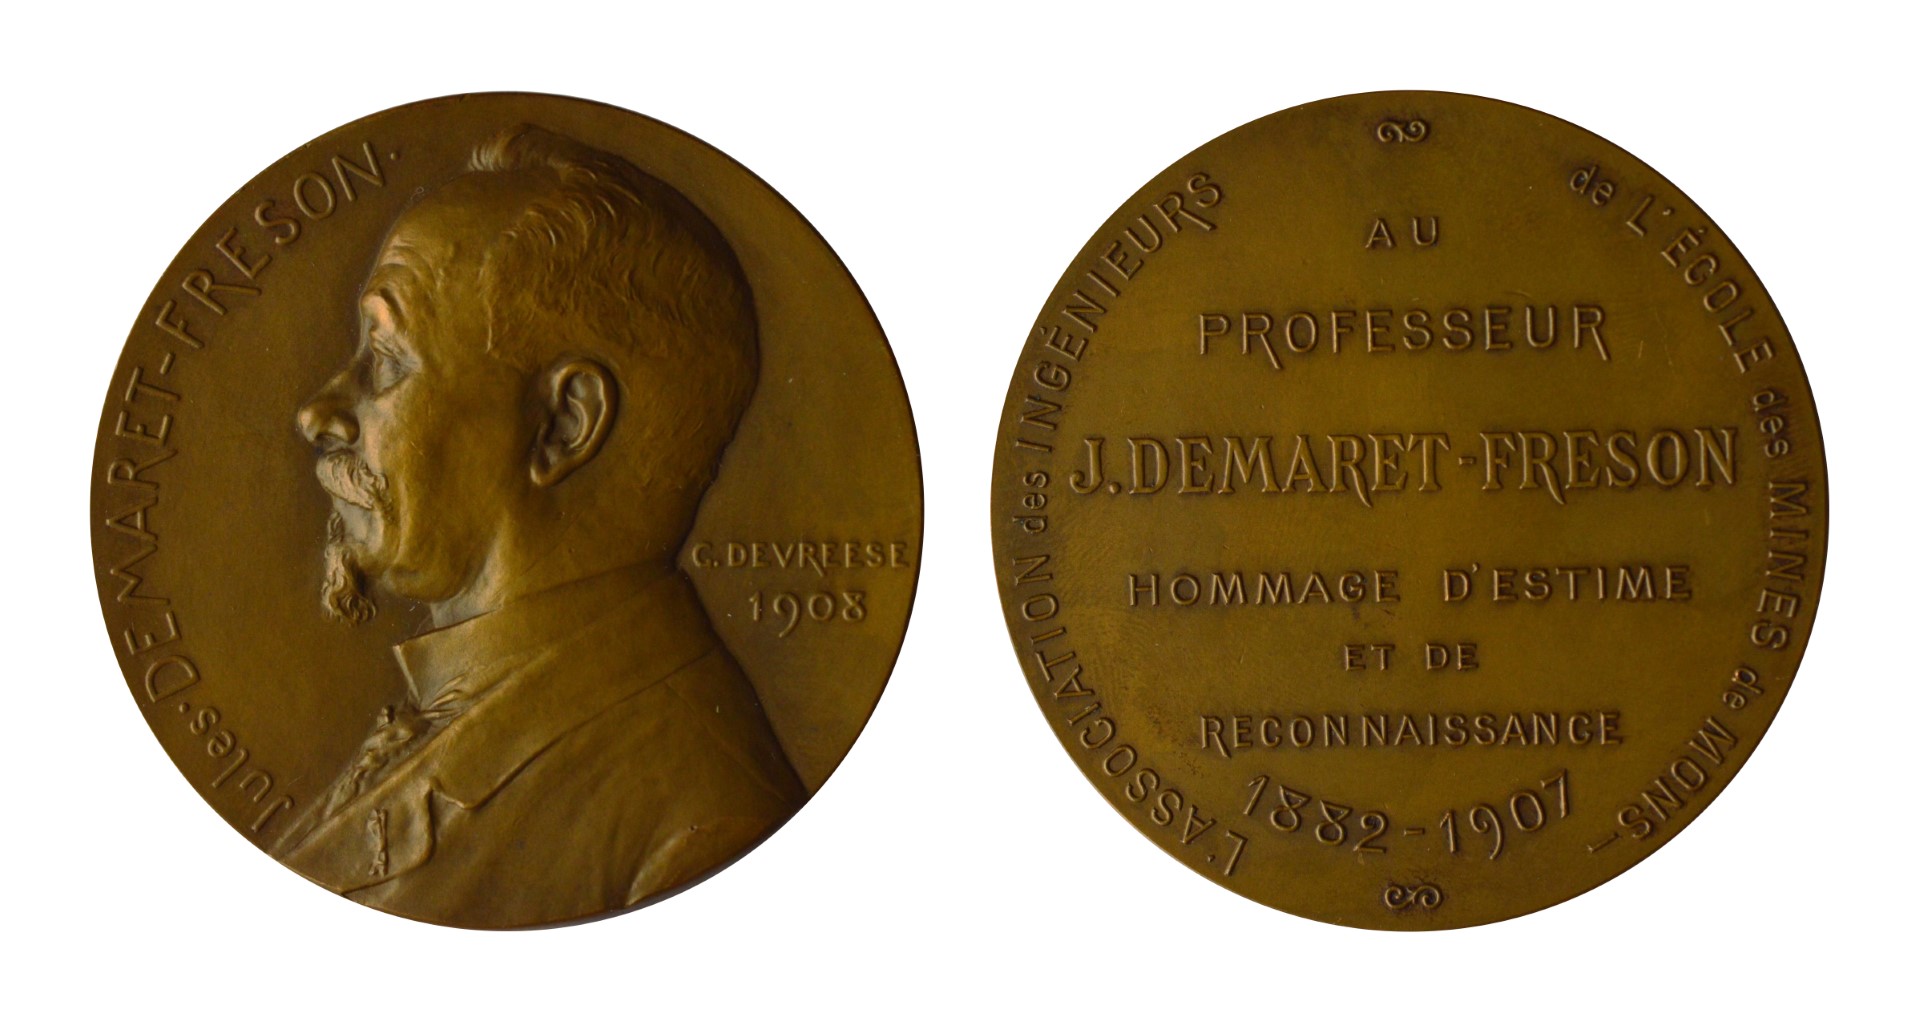 Jules·DEMARET-FRESON.
G. DEVREESE
1908
L'ASSOCIATION des INGÉNIEURS
de L'ÉCOLE des MINES de MONS_
AU
PROFESSEUR
J. DEMARET-FRESON
HOMMAGE D'ESTIME
ET DE
RECONNAISSANCE
1882-1907